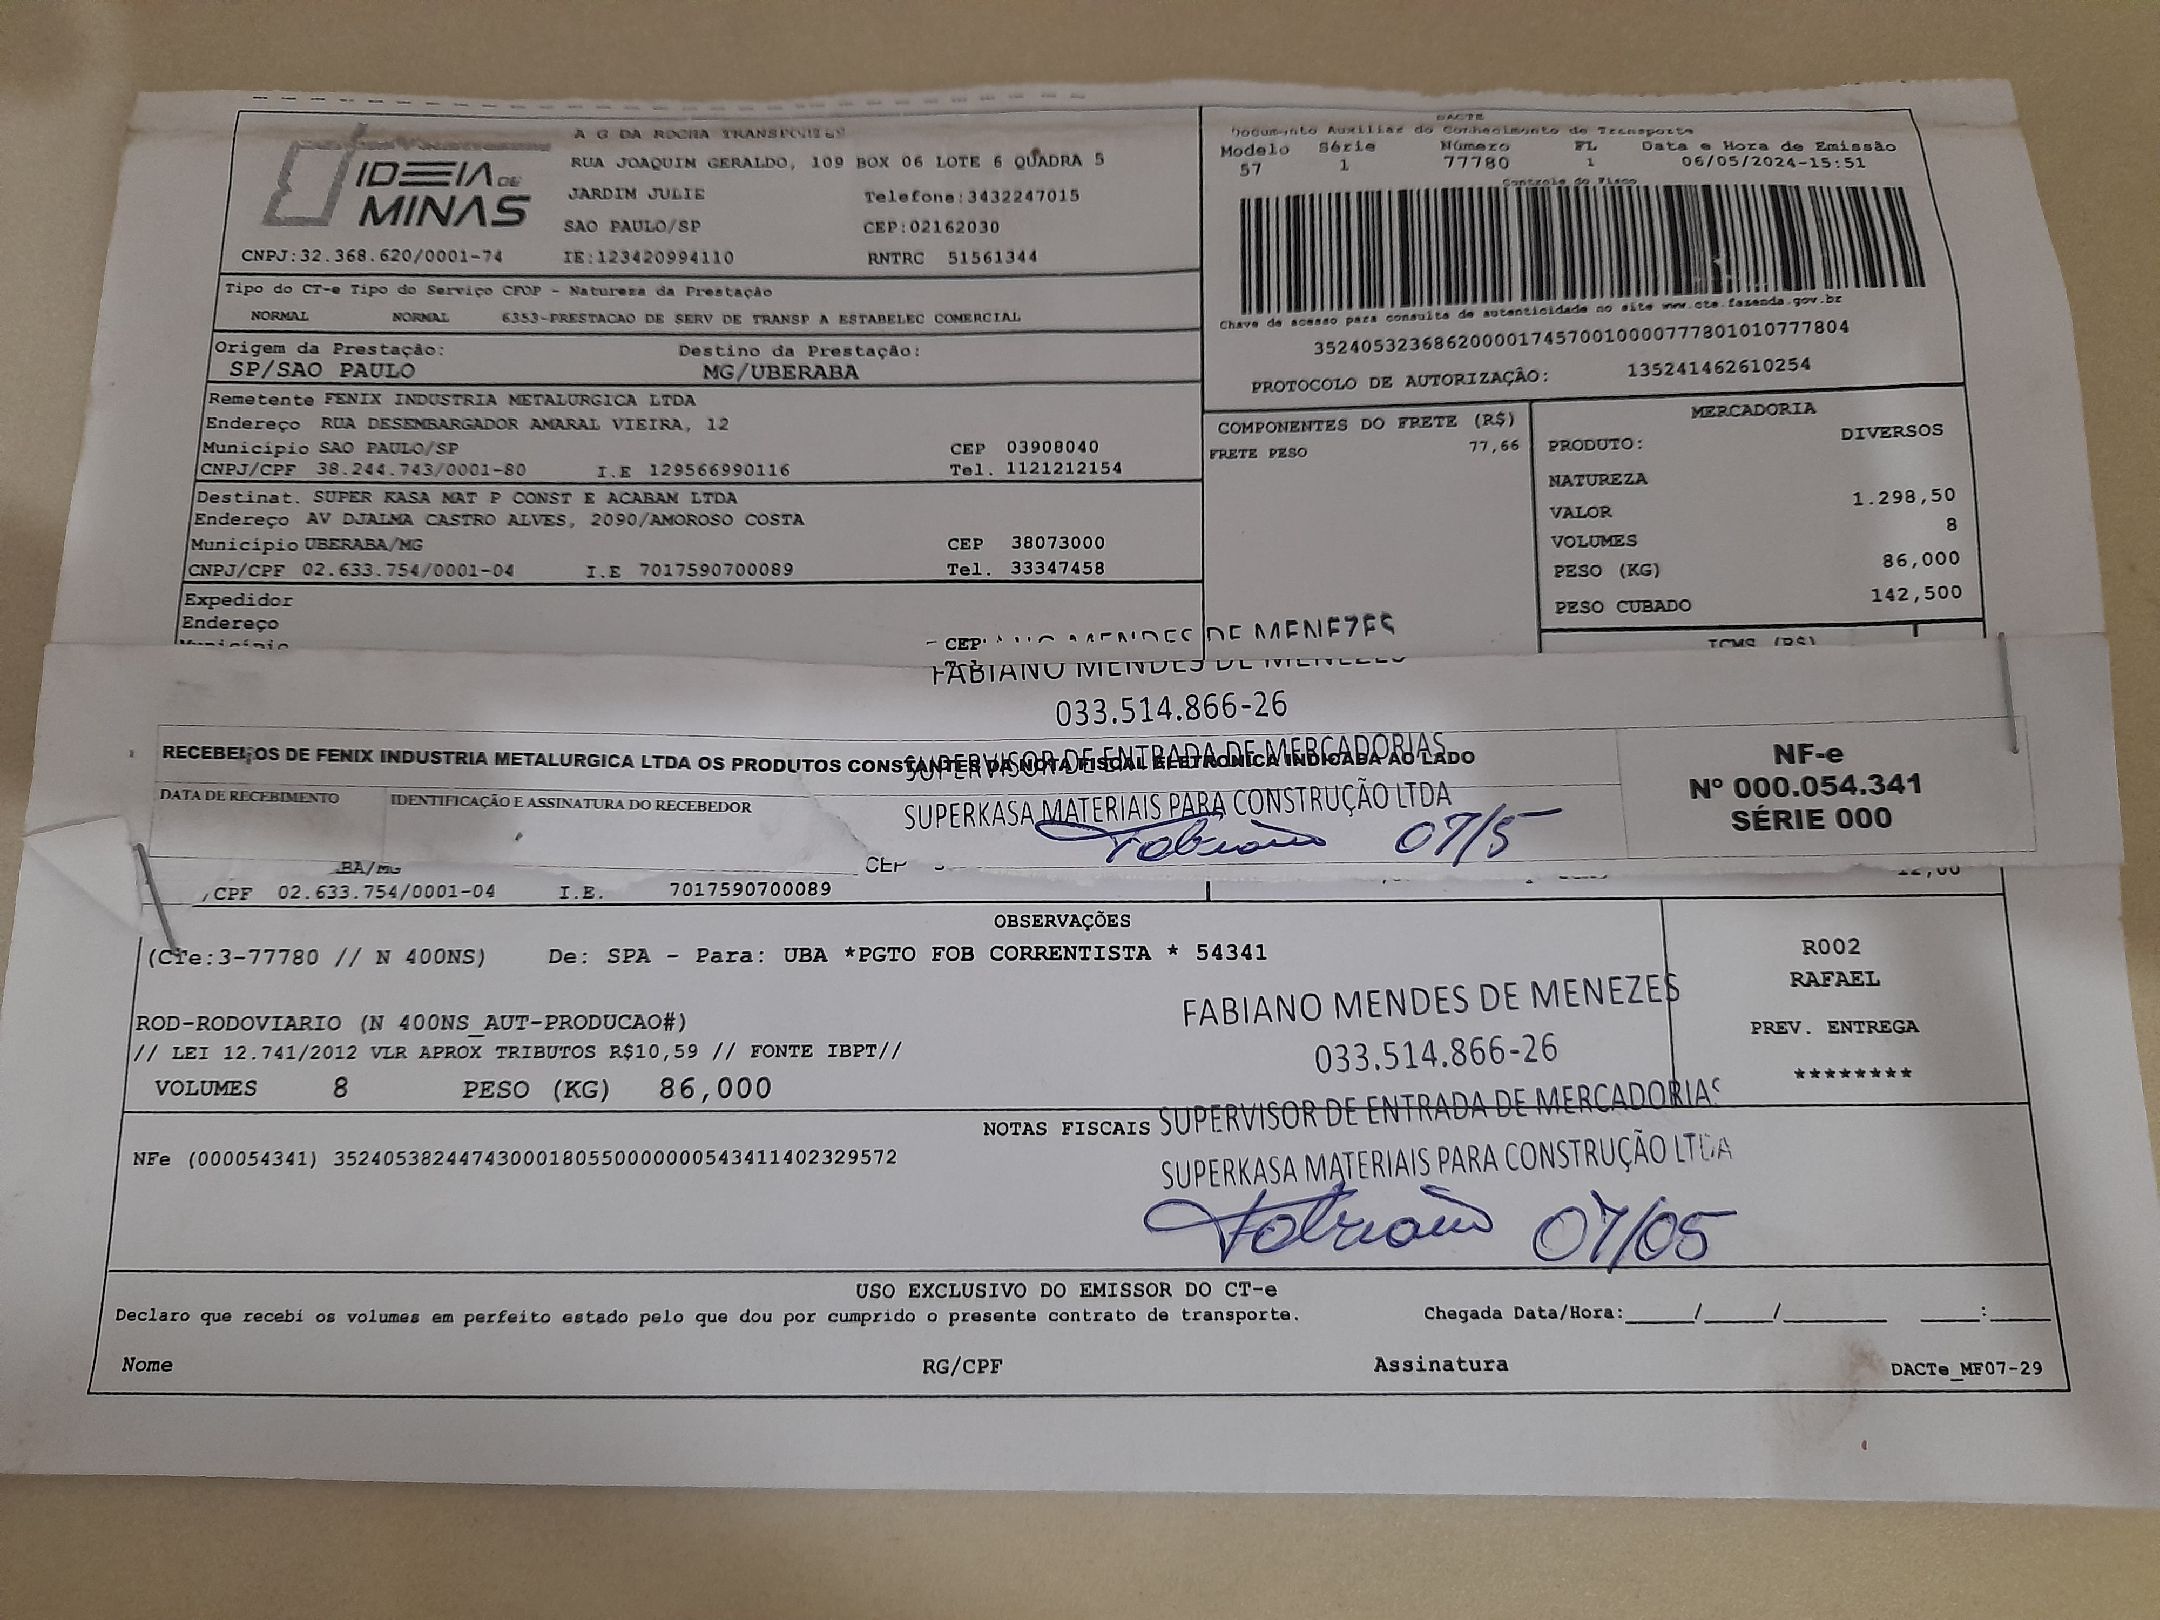 IDEIA DE
MINAS
CNPJ:32.368.620/0001-74
A G DA ROCHA TRANSPORTES
RUA JOAQUIM GERALDO, 109 BOX 06 LOTE 6 QUADRA 5
JARDIM JULIE Telefone:3432247015
SAO PAULO/SP CEP:02162030
IE:123420994110 RNTRC 51561344
DACTE
Documento Auxiliar do Conhecimento de Transporte
Modelo Série Número FL Data e Hora de Emissão
57 1 77780 1 06/05/2024-15:51
Controle do Fisco
Chave de acesso para consulta de autenticidade no site www.cte.fazenda.gov.br
35240532368620000174570010000777801010777804
PROTOCOLO DE AUTORIZAÇÃO: 135241462610254
Tipo do CT-e Tipo do Serviço CFOP - Natureza da Prestação
NORMAL NORMAL 6353-PRESTACAO DE SERV DE TRANSP A ESTABELEC COMERCIAL
Origem da Prestação: Destino da Prestação:
SP/SAO PAULO MG/UBERABA
Remetente FENIX INDUSTRIA METALURGICA LTDA
Endereço RUA DESEMBARGADOR AMARAL VIEIRA, 12
Município SAO PAULO/SP CEP 03908040
CNPJ/CPF 38.244.743/0001-80 I.E 129566990116 Tel. 1121212154
Destinat. SUPER KASA MAT P CONST E ACABAM LTDA
Endereço AV DJALMA CASTRO ALVES, 2090/AMOROSO COSTA
Município UBERABA/MG CEP 38073000
CNPJ/CPF 02.633.754/0001-04 I.E 7017590700089 Tel. 33347458
Expedidor
Endereço
Município CEP
COMPONENTES DO FRETE (R$)
FRETE PESO 77,66
MERCADORIA
PRODUTO: DIVERSOS
NATUREZA
VALOR 1.298,50
VOLUMES 8
PESO (KG) 86,000
PESO CUBADO 142,500
ICMS (R$)
DE MENEZES
FABIANO MENDES DE MENEZES
033.514.866-26
SUPERVISOR DE ENTRADA DE MERCADORIAS
SUPERKASA MATERIAIS PARA CONSTRUÇÃO LTDA
Fabiano 07/5
RECEBEMOS DE FENIX INDUSTRIA METALURGICA LTDA OS PRODUTOS CONSTANTES DA NOTA FISCAL ELETRONICA INDICADA AO LADO
DATA DE RECEBIMENTO IDENTIFICAÇÃO E ASSINATURA DO RECEBEDOR
NF-e
Nº 000.054.341
SÉRIE 000
BA/MG CEP
/CPF 02.633.754/0001-04 I.E. 7017590700089
OBSERVAÇÕES
(CTe:3-77780 // N 400NS) De: SPA - Para: UBA *PGTO FOB CORRENTISTA * 54341
ROD-RODOVIARIO (N 400NS_AUT-PRODUCAO#)
// LEI 12.741/2012 VLR APROX TRIBUTOS R$10,59 // FONTE IBPT//
VOLUMES 8 PESO (KG) 86,000
R002
RAFAEL
PREV. ENTREGA
********
FABIANO MENDES DE MENEZES
033.514.866-26
SUPERVISOR DE ENTRADA DE MERCADORIAS
SUPERKASA MATERIAIS PARA CONSTRUÇÃO LTDA
Fabiano 07/05
NOTAS FISCAIS
NFe (000054341) 35240538244743000180550000000543411402329572
USO EXCLUSIVO DO EMISSOR DO CT-e
Declaro que recebi os volumes em perfeito estado pelo que dou por cumprido o presente contrato de transporte. Chegada Data/Hora:_____/_____/________ _____:_____
Nome RG/CPF Assinatura DACTe_MF07-29